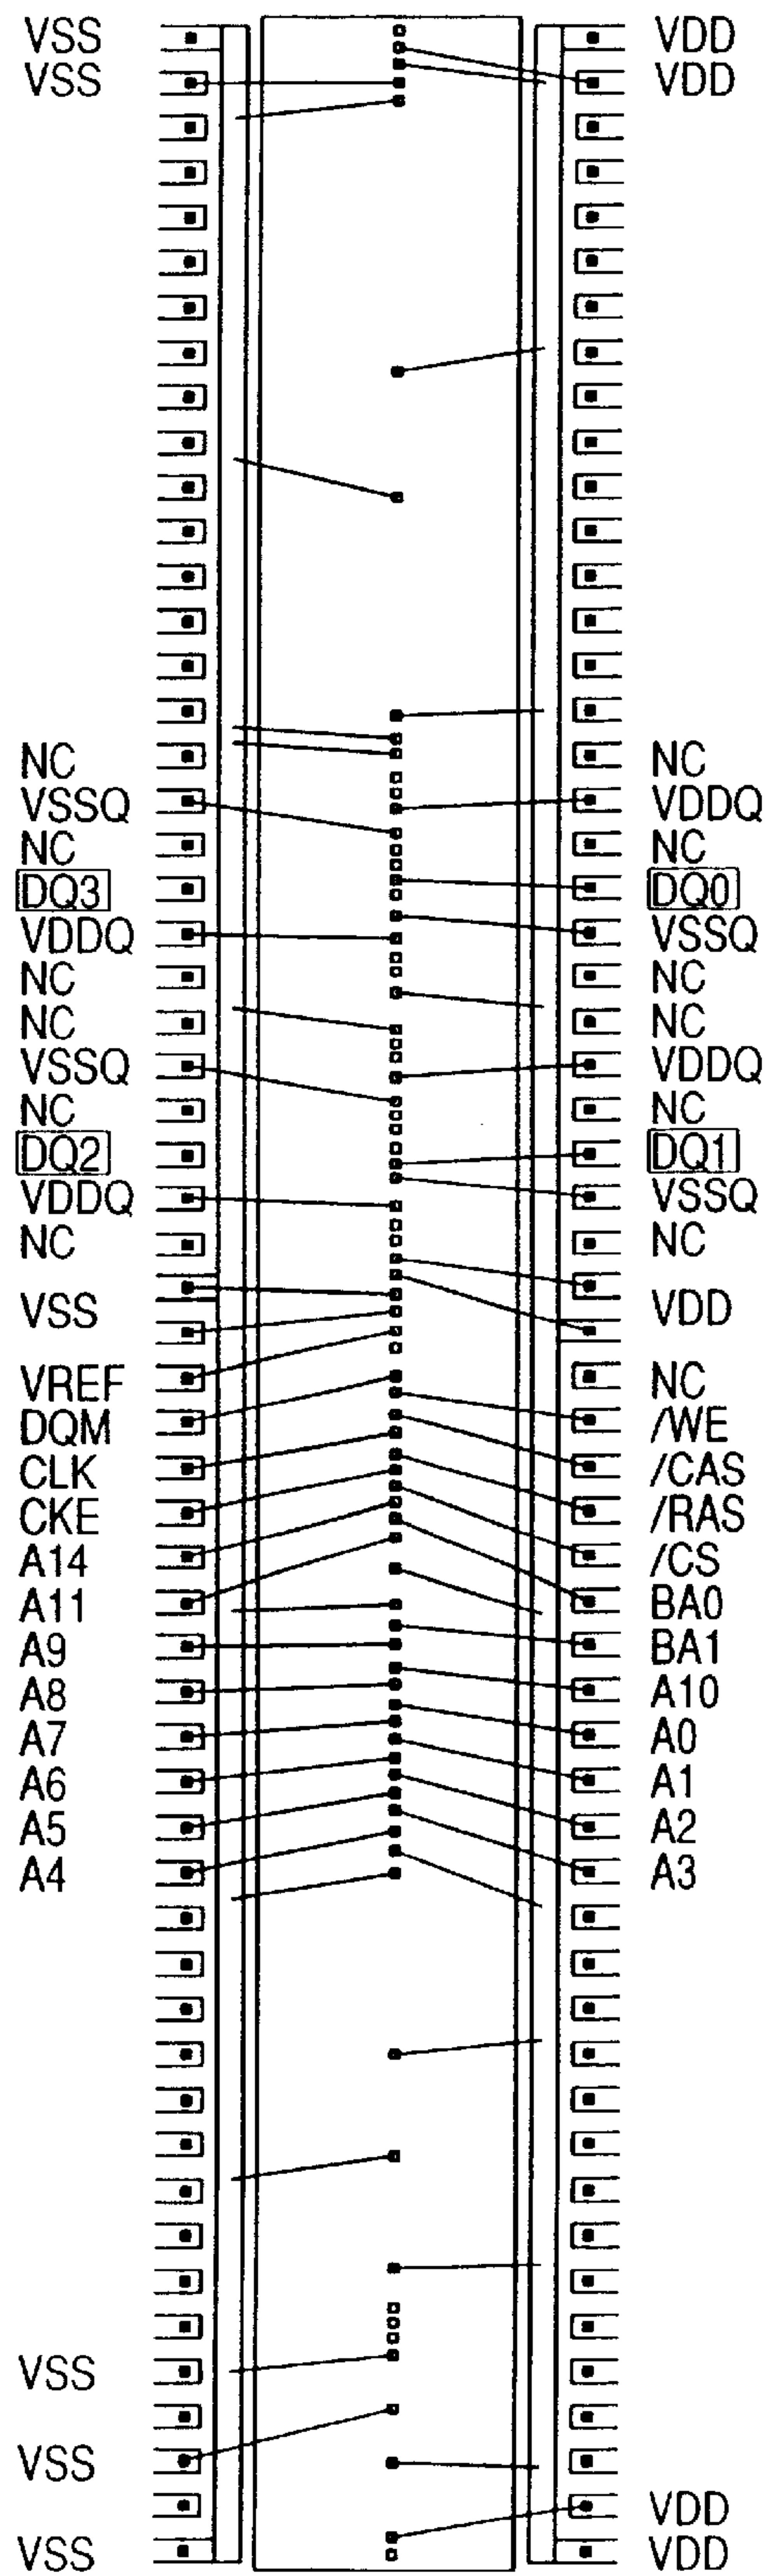 VSS VDD
VSS VDD
NC NC
VSSQ VDDQ
NC NC
DQ3 DQ0
VDDQ VSSQ
NC NC
NC NC
VSSQ VDDQ
NC NC
DQ2 DQ1
VDDQ VSSQ
NC NC
VSS VDD
VREF NC
DQM /WE
CLK /CAS
CKE /RAS
A14 /CS
A11 BA0
A9 BA1
A8 A10
A7 A0
A6 A1
A5 A2
A4 A3
VSS
VSS
VDD
VSS VDD